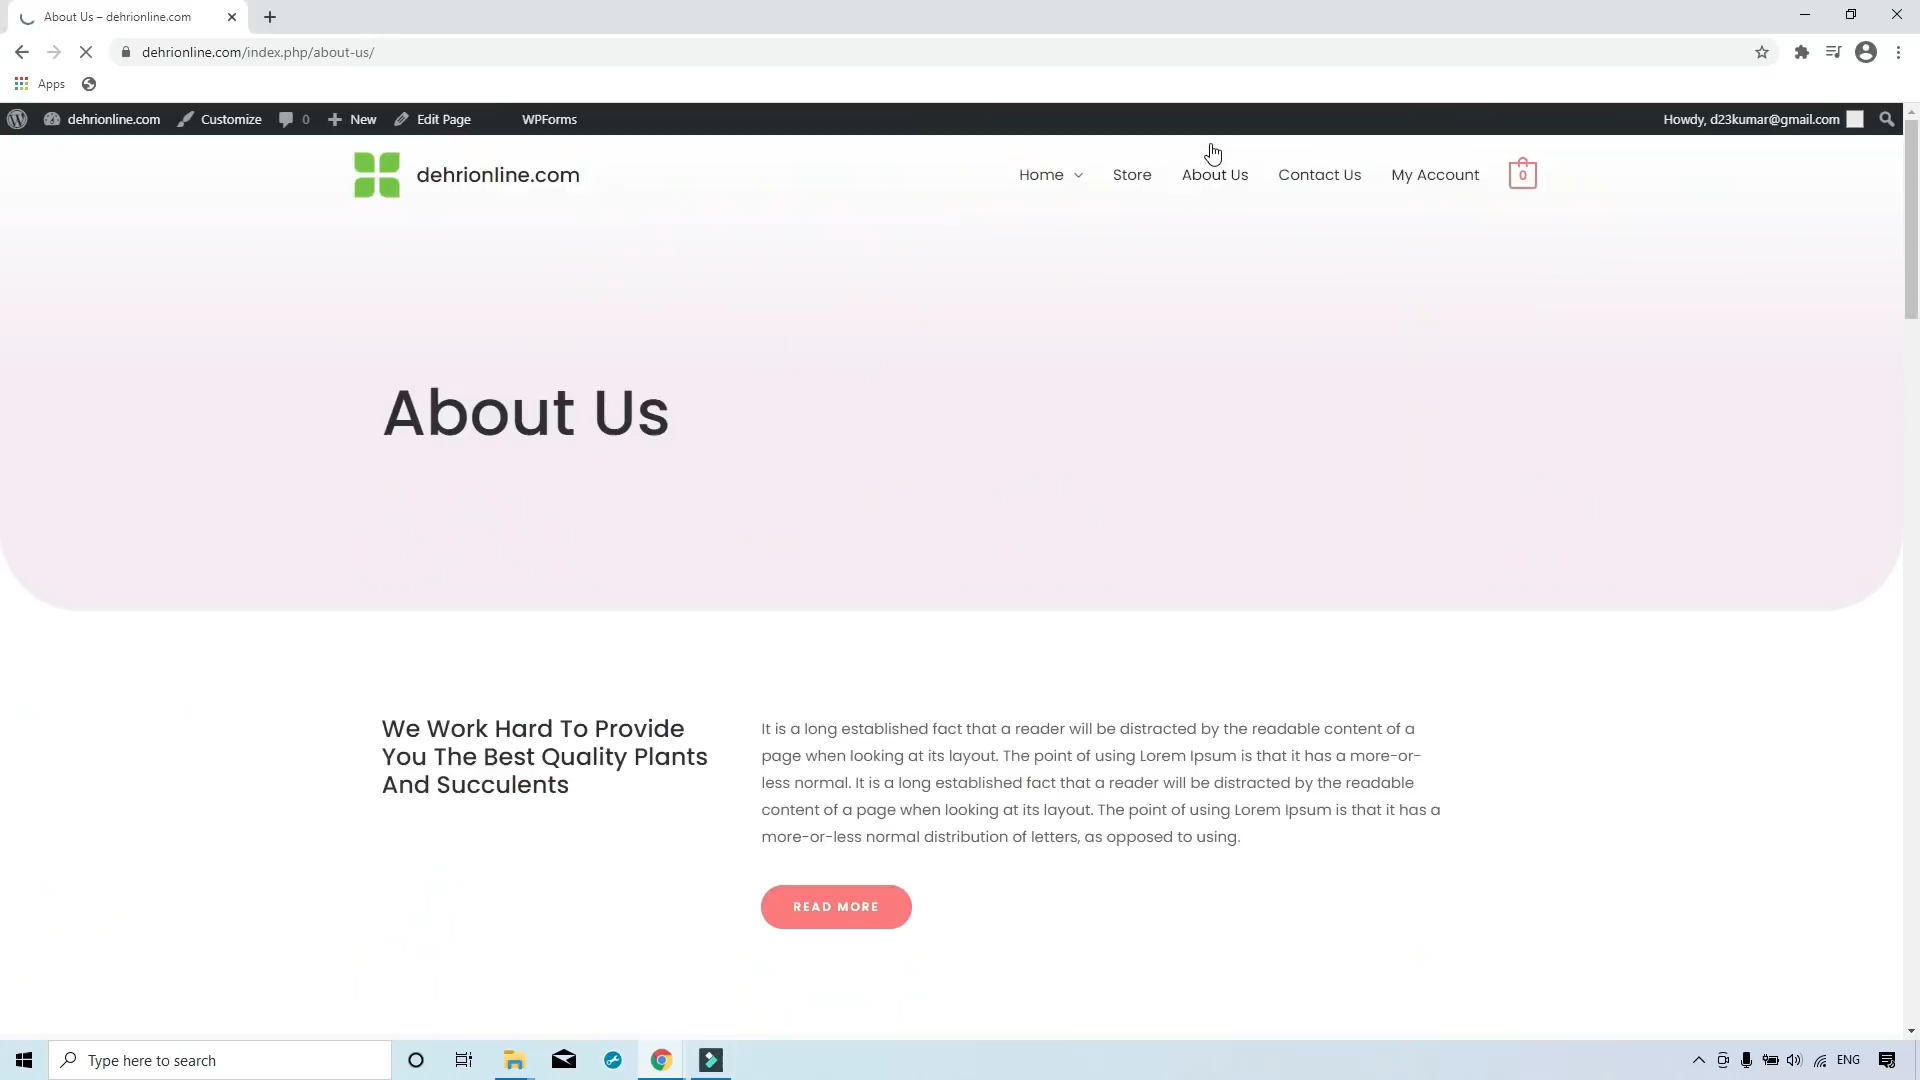 About Us – dehrionline.com
dehrionline.com/index.php/about-us/
Apps
dehrionline.com Customize 0 New Edit Page WPForms Howdy, d23kumar@gmail.com
dehrionline.com Home Store About Us Contact Us My Account 0
About Us
We Work Hard To Provide
You The Best Quality Plants
And Succulents
It is a long established fact that a reader will be distracted by the readable content of a
page when looking at its layout. The point of using Lorem Ipsum is that it has a more-or-
less normal. It is a long established fact that a reader will be distracted by the readable
content of a page when looking at its layout. The point of using Lorem Ipsum is that it has a
more-or-less normal distribution of letters, as opposed to using.
READ MORE
Type here to search ENG